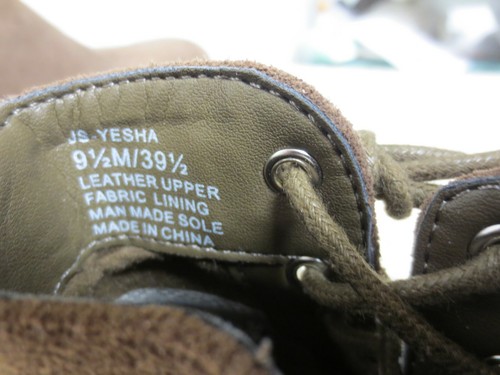 JS-YESHA
9½M/39½
LEATHER UPPER
FABRIC LINING
MAN MADE SOLE
MADE IN CHINA